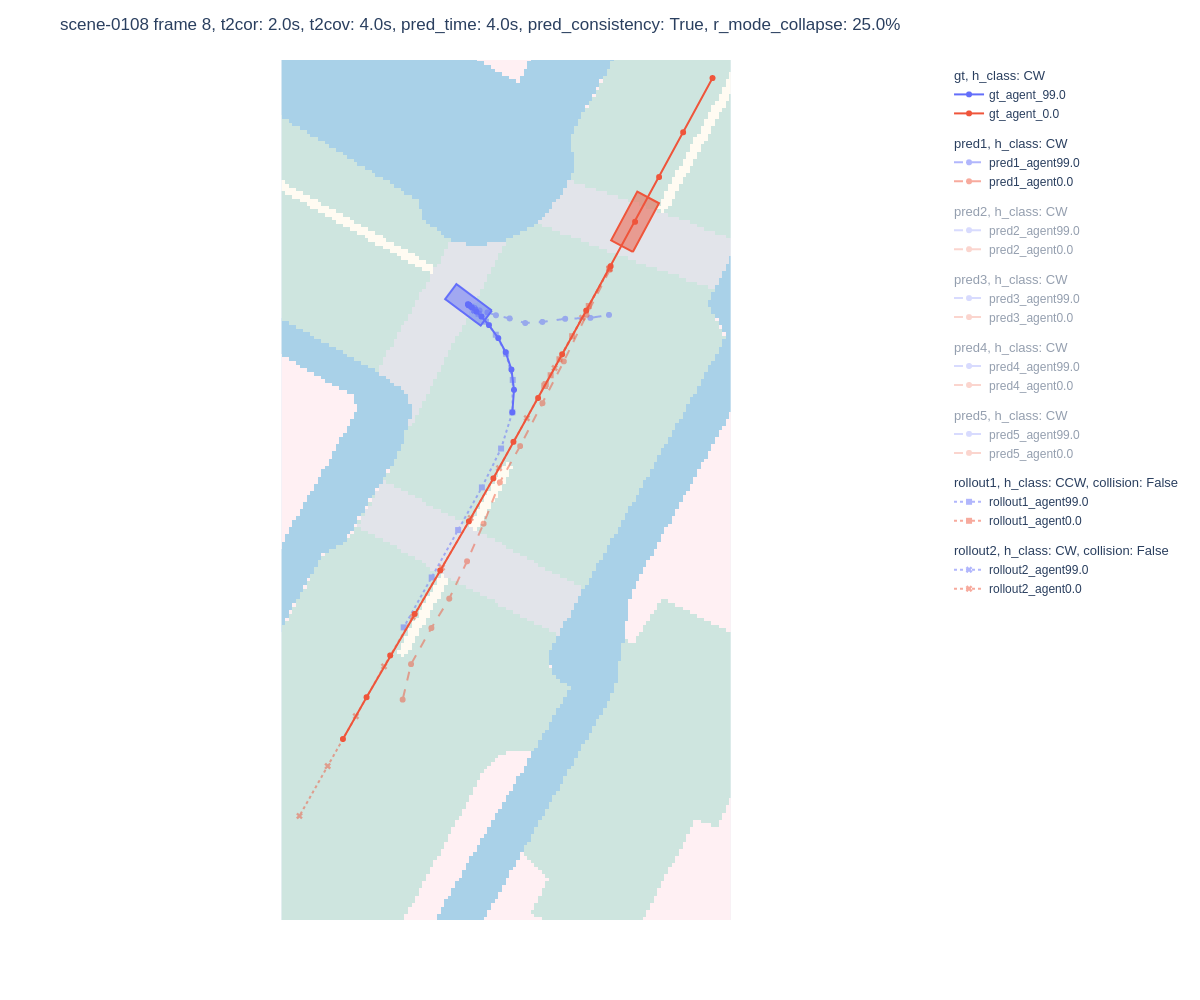 scene-0108 frame 8, t2cor: 2.0s, t2cov: 4.0s, pred_time: 4.0s, pred_consistency: True, r_mode_collapse: 25.0%
gt, h_class: CW
gt_agent_99.0
gt_agent_0.0
pred1, h_class: CW
pred1_agent99.0
pred1_agent0.0
pred2, h_class: CW
pred2_agent99.0
pred2_agent0.0
pred3, h_class: CW
pred3_agent99.0
pred3_agent0.0
pred4, h_class: CW
pred4_agent99.0
pred4_agent0.0
pred5, h_class: CW
pred5_agent99.0
pred5_agent0.0
rollout1, h_class: CCW, collision: False
rollout1_agent99.0
rollout1_agent0.0
rollout2, h_class: CW, collision: False
rollout2_agent99.0
rollout2_agent0.0